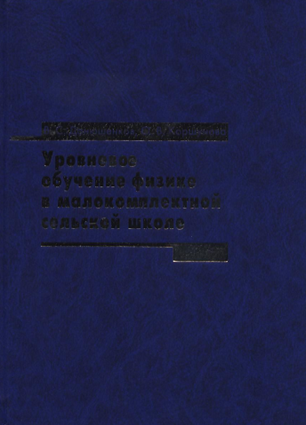 Уровневое
обучение физике
в малокомплектной
сельской школе